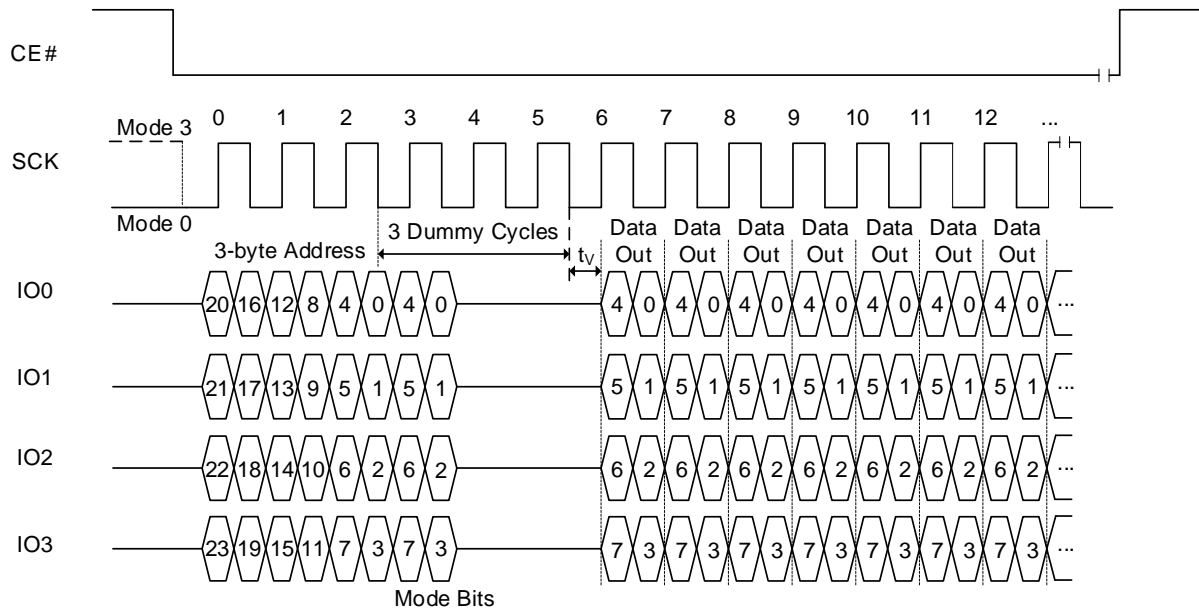 CE#
0 1 2 3 4 5 6 7 8 9 10 11 12 ...
Mode 3
SCK
Mode 0
3-byte Address
3 Dummy Cycles
tV
Data Out Data Out Data Out Data Out Data Out Data Out Data Out
IO0 20 16 12 8 4 0 4 0 4 0 4 0 4 0 4 0 4 0 4 0 4 0 ...
IO1 21 17 13 9 5 1 5 1 5 1 5 1 5 1 5 1 5 1 5 1 5 1 ...
IO2 22 18 14 10 6 2 6 2 6 2 6 2 6 2 6 2 6 2 6 2 6 2 ...
IO3 23 19 15 11 7 3 7 3 7 3 7 3 7 3 7 3 7 3 7 3 7 3 ...
Mode Bits